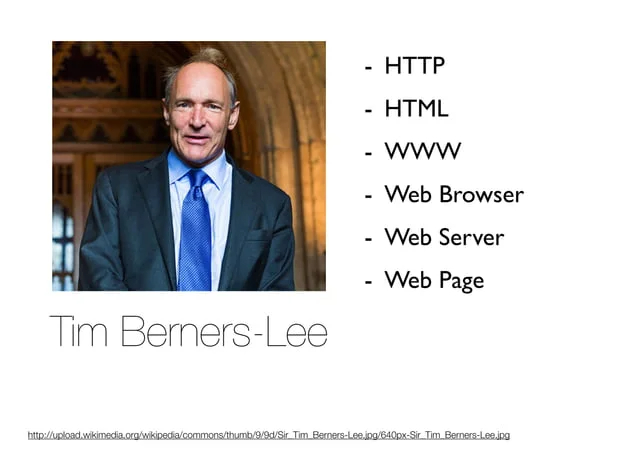 - HTTP
- HTML
- WWW
- Web Browser
- Web Server
- Web Page
Tim Berners-Lee
http://upload.wikimedia.org/wikipedia/commons/thumb/9/9d/Sir_Tim_Berners-Lee.jpg/640px-Sir_Tim_Berners-Lee.jpg